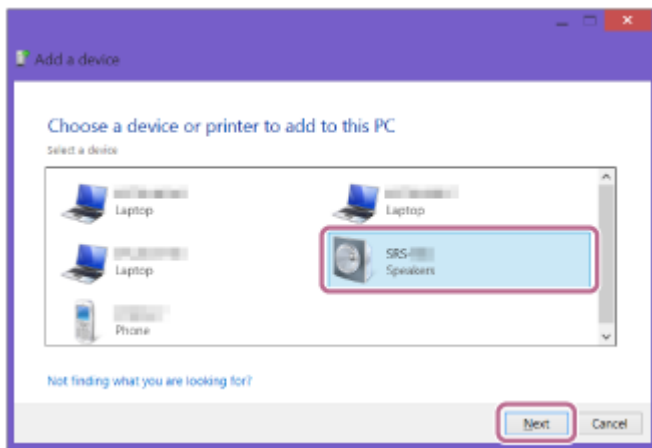 Add a device
Choose a device or printer to add to this PC
Select a device
Laptop
Laptop
Laptop
SRS-
Speakers
Phone
Not finding what you are looking for?
Next
Cancel